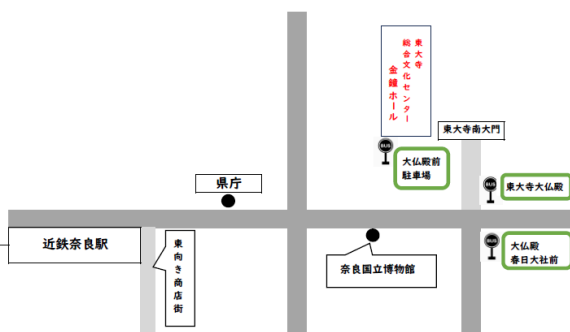 東大寺
総合文化センター
金鐘ホール
東大寺南大門
BUS
大仏殿前
駐車場
県庁
BUS
東大寺大仏殿
近鉄奈良駅
東向き商店街
奈良国立博物館
BUS
大仏殿
春日大社前